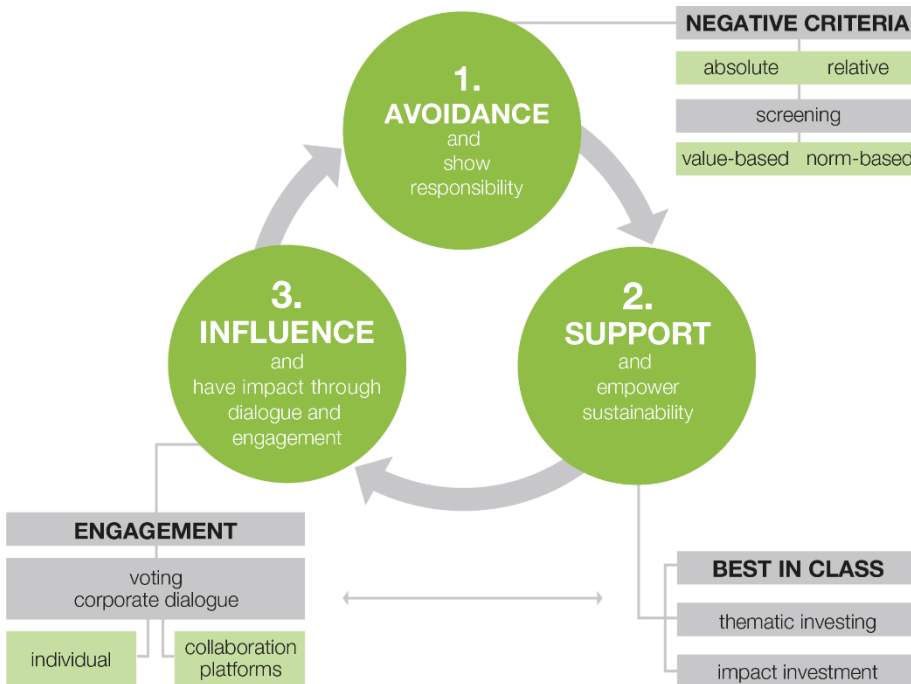 1.
AVOIDANCE
and
show
responsibility
NEGATIVE CRITERIA
absolute relative
screening
value-based norm-based
2.
SUPPORT
and
empower
sustainability
3.
INFLUENCE
and
have impact through
dialogue and
engagement
ENGAGEMENT
voting
corporate dialogue
individual
collaboration
platforms
BEST IN CLASS
thematic investing
impact investment